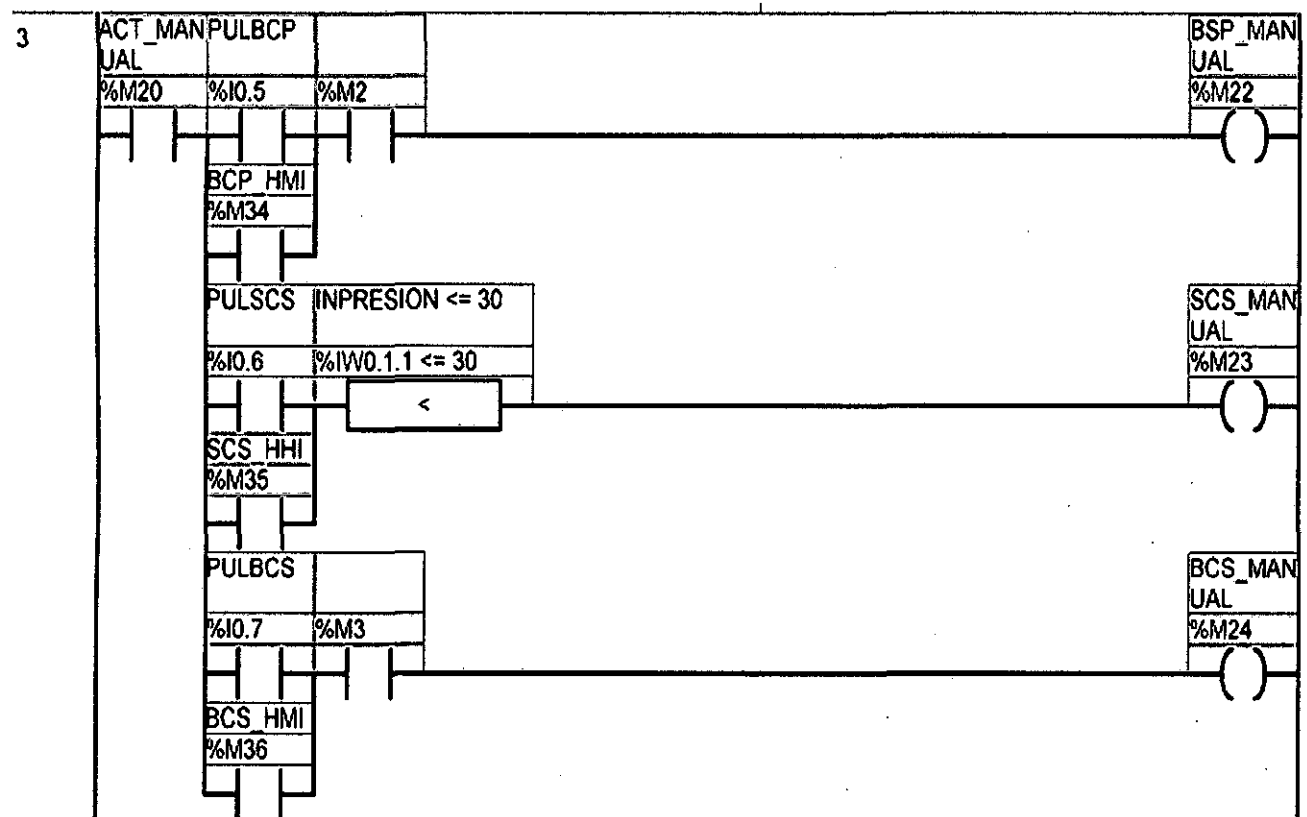 3
ACT_MAN PULBCP BSP_MAN
UAL UAL
%M20 %I0.5 %M2 %M22
BCP_HMI
%M34
PULSCS INPRESION <= 30 SCS_MAN
UAL
%I0.6 %IW0.1.1 <= 30 %M23
<
SCS_HHI
%M35
PULBCS BCS_MAN
UAL
%I0.7 %M3 %M24
BCS_HMI
%M36